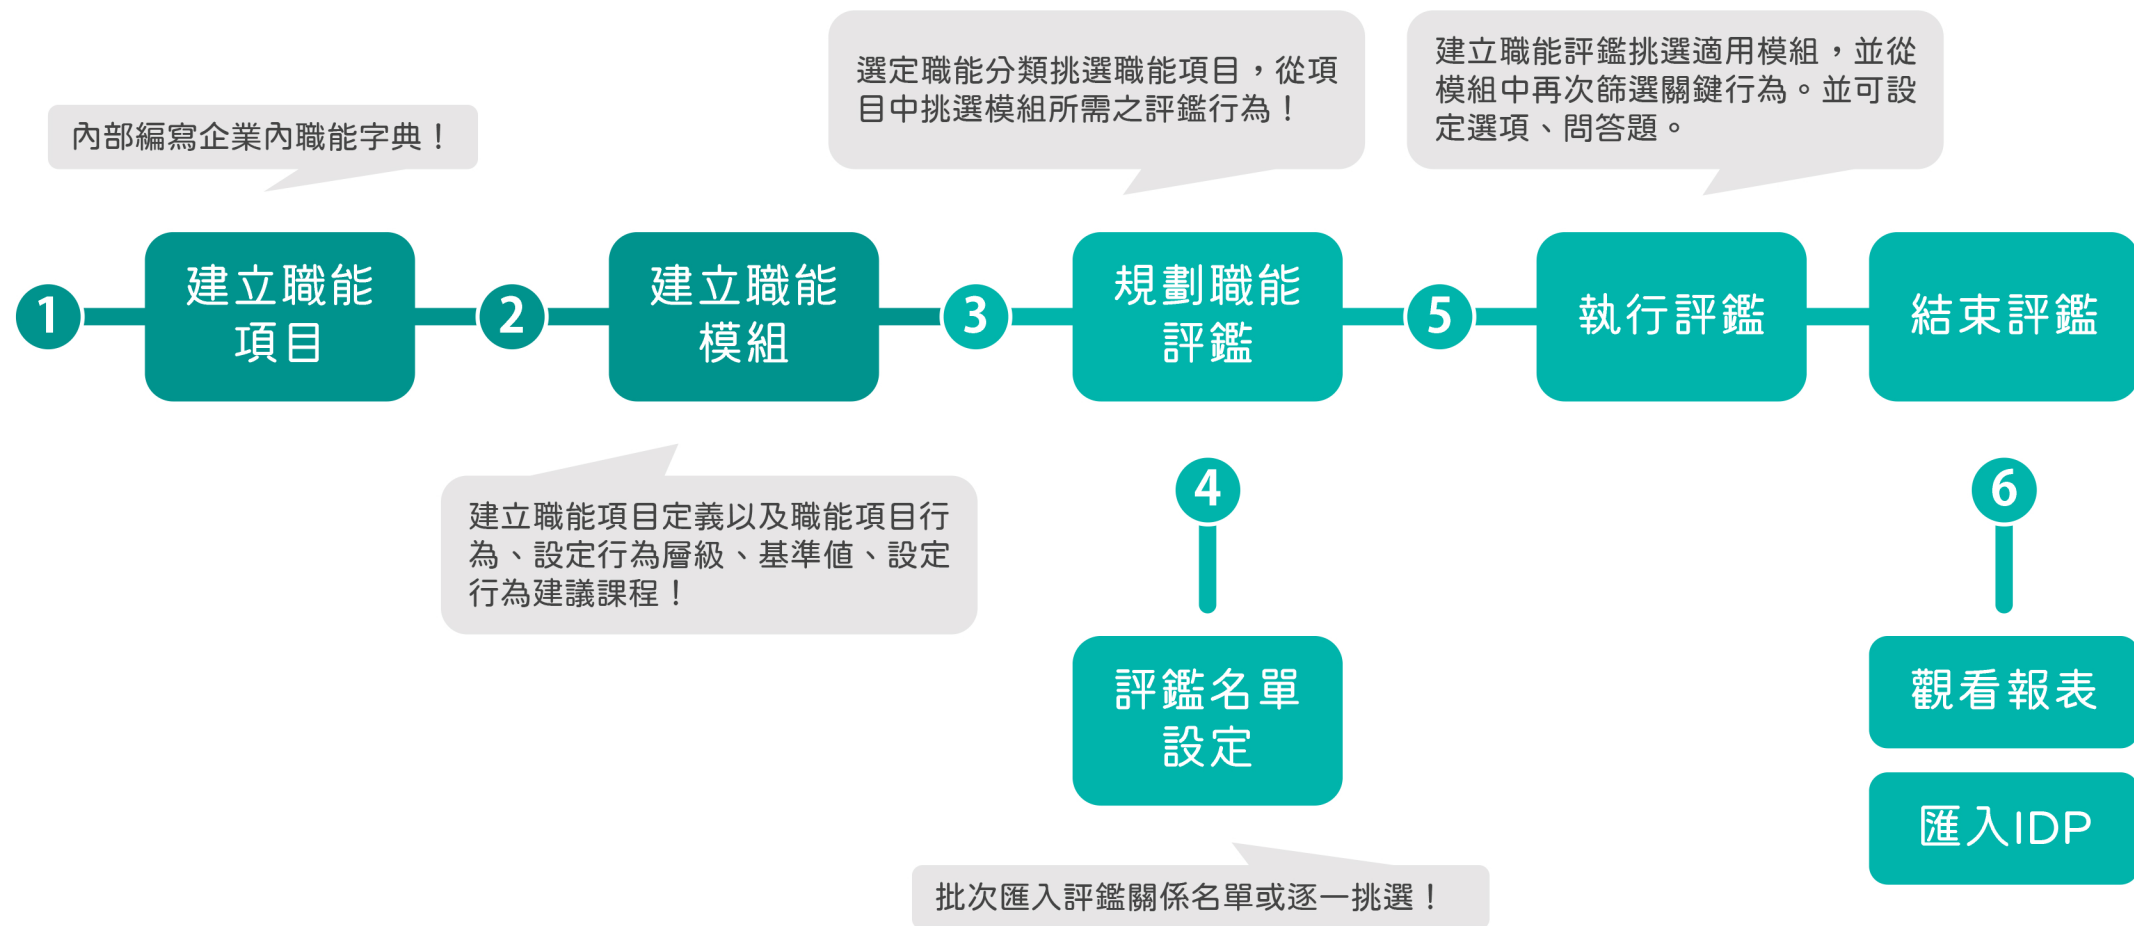 內部編寫企業內職能字典！
選定職能分類挑選職能項目，從項
目中挑選模組所需之評鑑行為！
建立職能評鑑挑選適用模組，並從
模組中再次篩選關鍵行為。並可設
定選項、問答題。
1
建立職能
項目
2
建立職能
模組
3
規劃職能
評鑑
5
執行評鑑
結束評鑑
建立職能項目定義以及職能項目行
為、設定行為層級、基準值、設定
行為建議課程！
4
評鑑名單
設定
批次匯入評鑑關係名單或逐一挑選！
6
觀看報表
匯入IDP